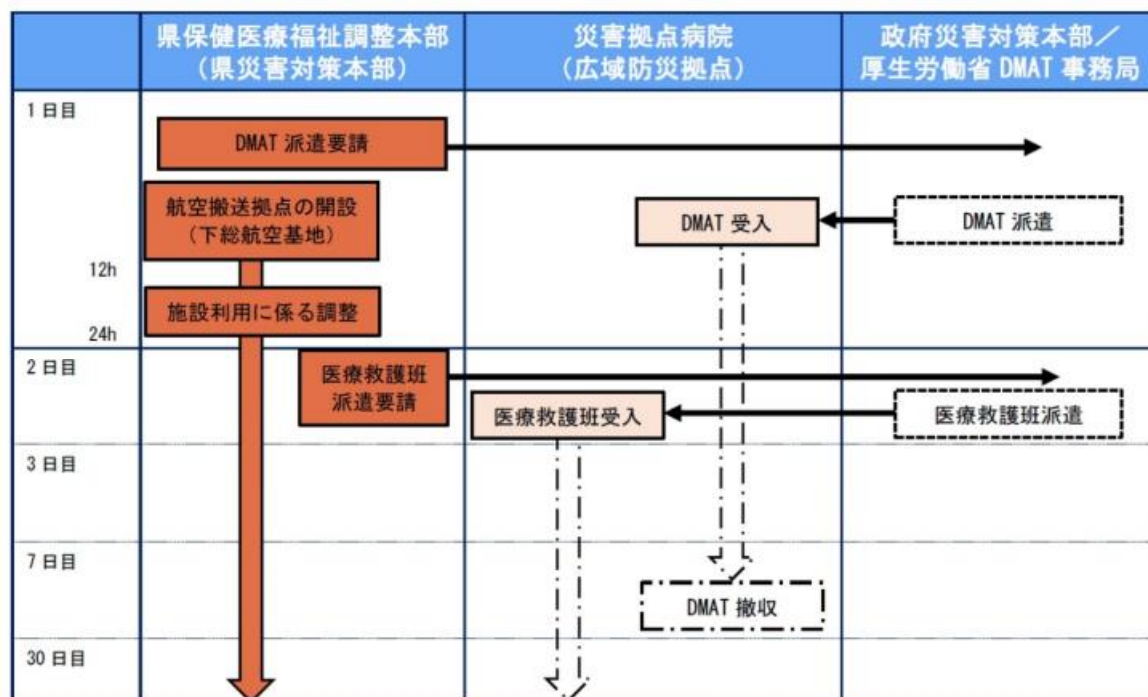 県保健医療福祉調整本部
（県災害対策本部）
災害拠点病院
（広域防災拠点）
政府災害対策本部／
厚生労働省 DMAT 事務局
1 日目
DMAT 派遣要請
航空搬送拠点の開設
（下総航空基地）
DMAT 受入
DMAT 派遣
12h
施設利用に係る調整
24h
2 日目
医療救護班
派遣要請
医療救護班受入
医療救護班派遣
3 日目
7 日目
DMAT 撤収
30 日目